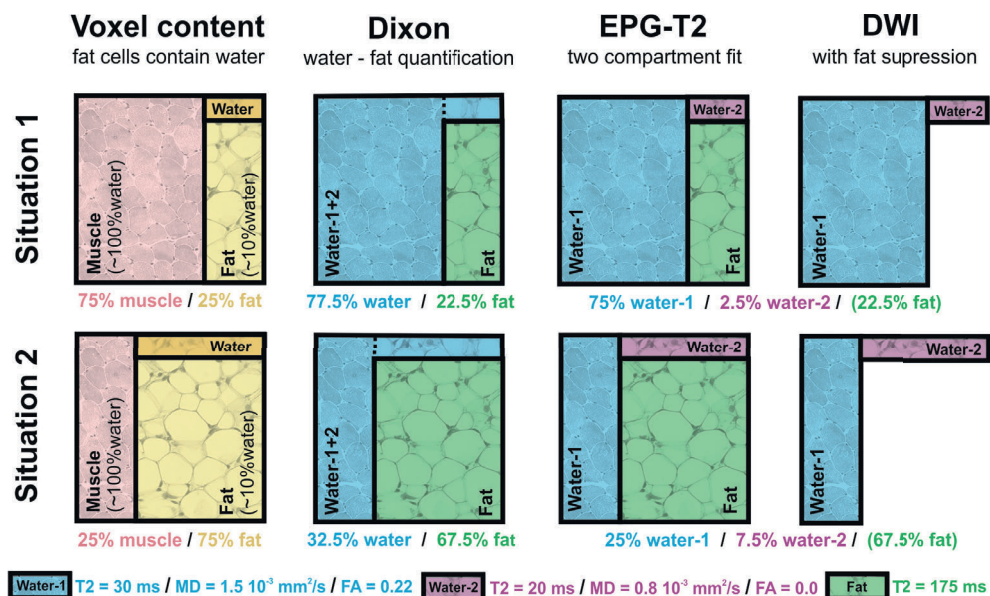 Voxel content
fat cells contain water
Dixon
water - fat quantification
EPG-T2
two compartment fit
DWI
with fat supression
Situation 1
Muscle
(~100%water)
Water
Fat
(~10%water)
75% muscle / 25% fat
Water-1+2
Fat
77.5% water / 22.5% fat
Water-1
Water-2
Fat
75% water-1 / 2.5% water-2 / (22.5% fat)
Water-1
Water-2
Situation 2
Muscle
(~100%water)
Water
Fat
(~10%water)
25% muscle / 75% fat
Water-1+2
Fat
32.5% water / 67.5% fat
Water-1
Water-2
Fat
25% water-1 / 7.5% water-2 / (67.5% fat)
Water-1
Water-2
Water-1 T2 = 30 ms / MD = 1.5 10⁻³ mm²/s / FA = 0.22 Water-2 T2 = 20 ms / MD = 0.8 10⁻³ mm²/s / FA = 0.0 Fat T2 = 175 ms